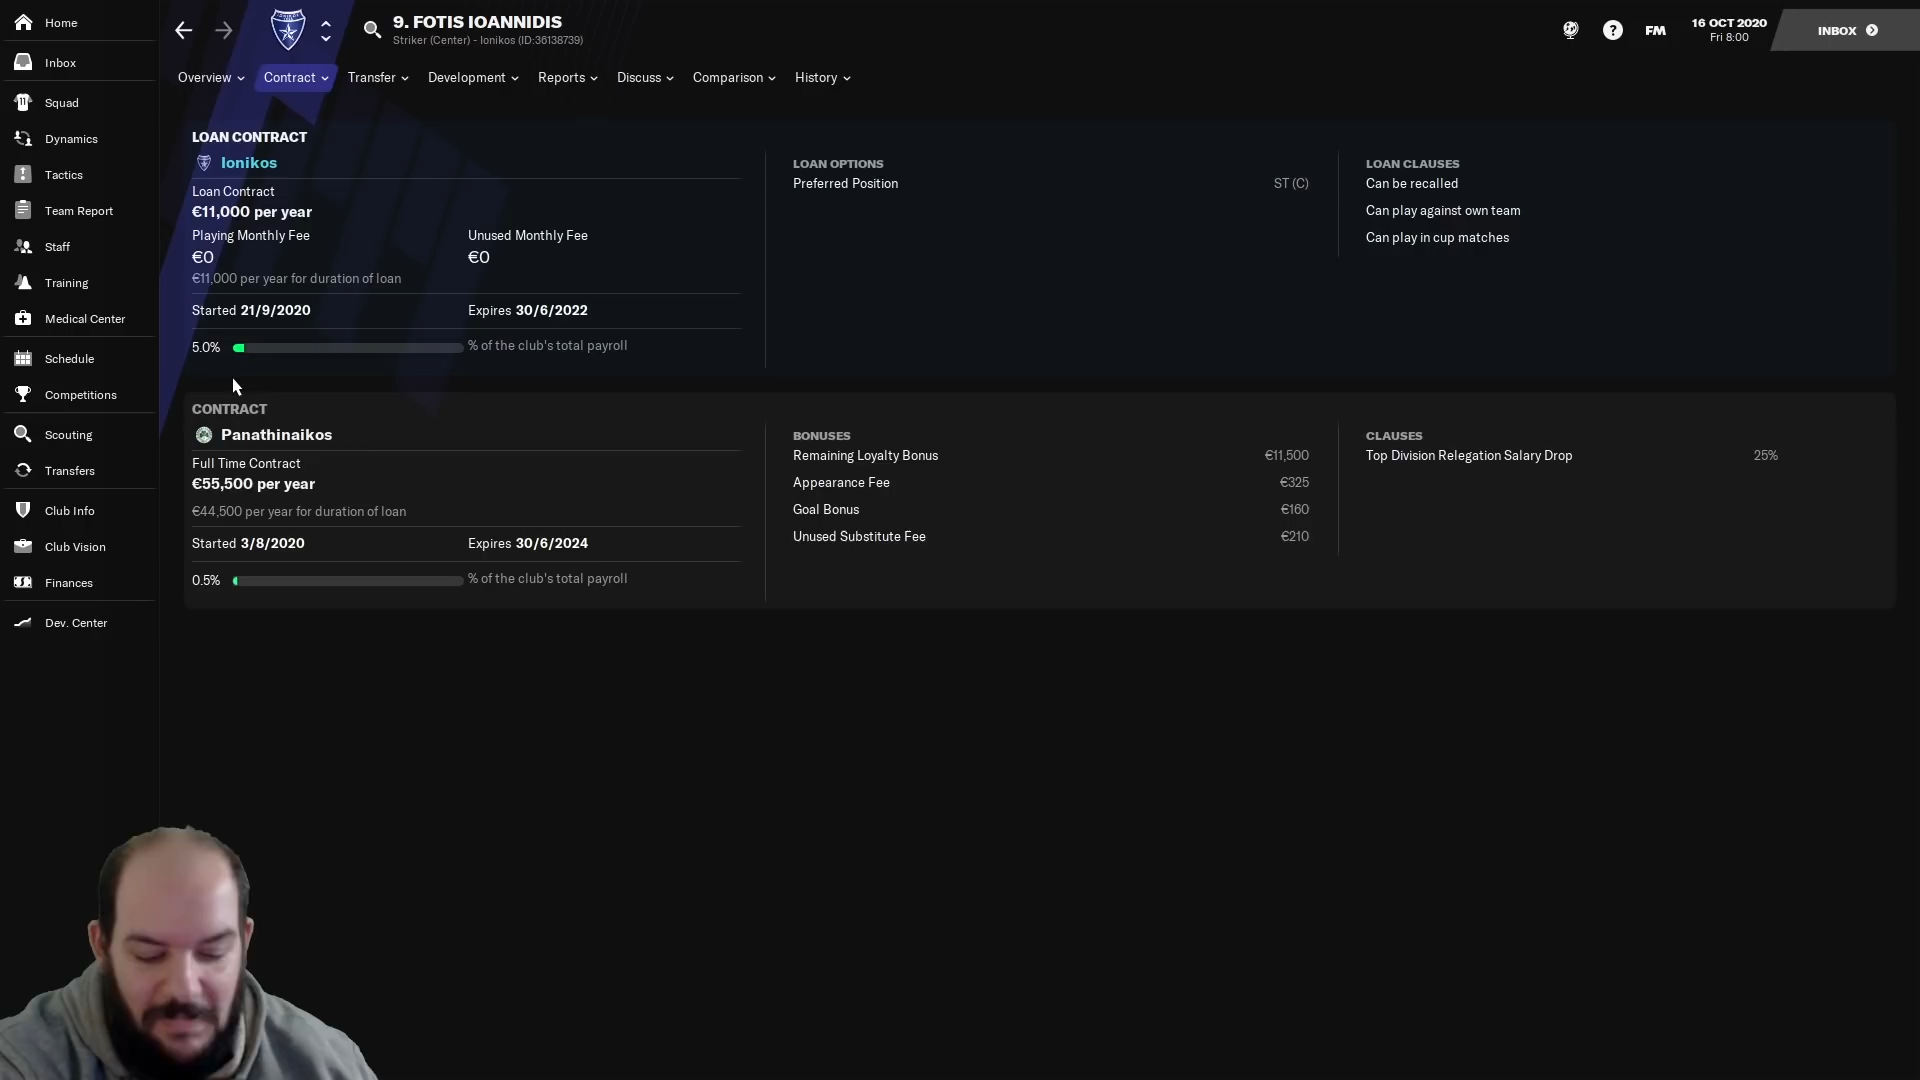 Home
Inbox
Squad
Dynamics
Tactics
Team Report
Staff
Training
Medical Center
Schedule
Competitions
Scouting
Transfers
Club Info
Club Vision
Finances
Dev. Center
9. FOTIS IOANNIDIS
Striker (Center) - Ionikos (ID:36138739)
FM
16 OCT 2020
Fri 8:00
INBOX
Overview
Contract
Transfer
Development
Reports
Discuss
Comparison
History
LOAN CONTRACT
Ionikos
Loan Contract
€11,000 per year
Playing Monthly Fee
€0
Unused Monthly Fee
€0
€11,000 per year for duration of loan
Started 21/9/2020
Expires 30/6/2022
5.0%
% of the club's total payroll
LOAN OPTIONS
Preferred Position ST (C)
LOAN CLAUSES
Can be recalled
Can play against own team
Can play in cup matches
CONTRACT
Panathinaikos
Full Time Contract
€55,500 per year
€44,500 per year for duration of loan
Started 3/8/2020
Expires 30/6/2024
0.5%
% of the club's total payroll
BONUSES
Remaining Loyalty Bonus €11,500
Appearance Fee €325
Goal Bonus €160
Unused Substitute Fee €210
CLAUSES
Top Division Relegation Salary Drop 25%